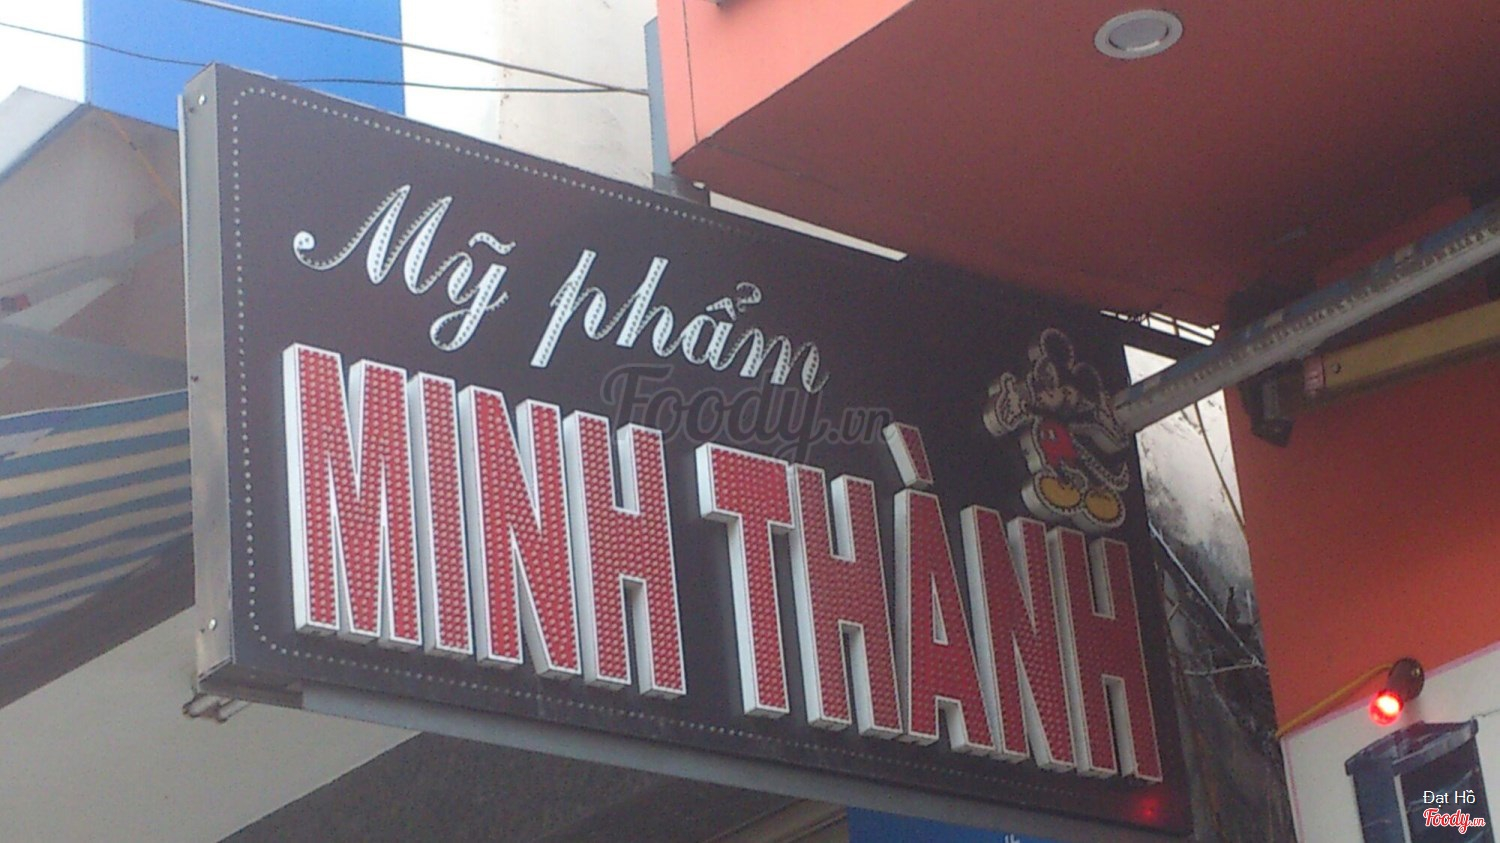 Mỹ phẩm
MINH THÀNH
Foody.vn
Đạt Hồ
Foody.vn